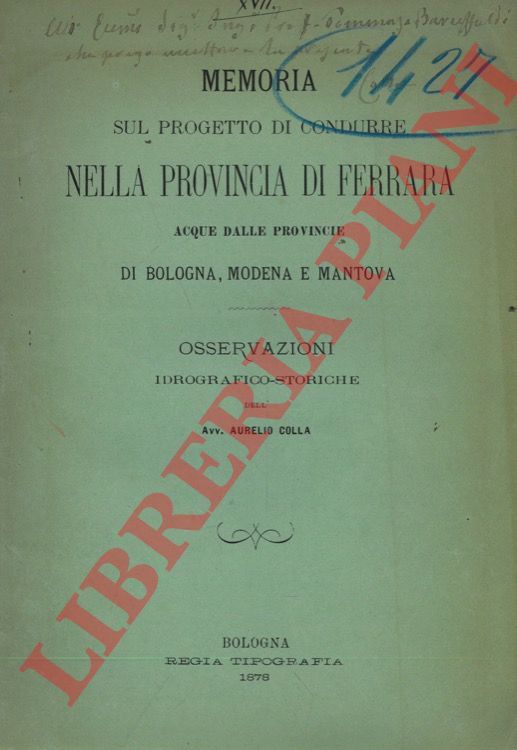 XVII.
MEMORIA
1427
SUL PROGETTO DI CONDURRE
NELLA PROVINCIA DI FERRARA
ACQUE DALLE PROVINCIE
DI BOLOGNA, MODENA E MANTOVA
OSSERVAZIONI
IDROGRAFICO-STORICHE
DELL'
Avv. AURELIO COLLA
BOLOGNA
REGIA TIPOGRAFIA
1878
LIBRERIA PIANI